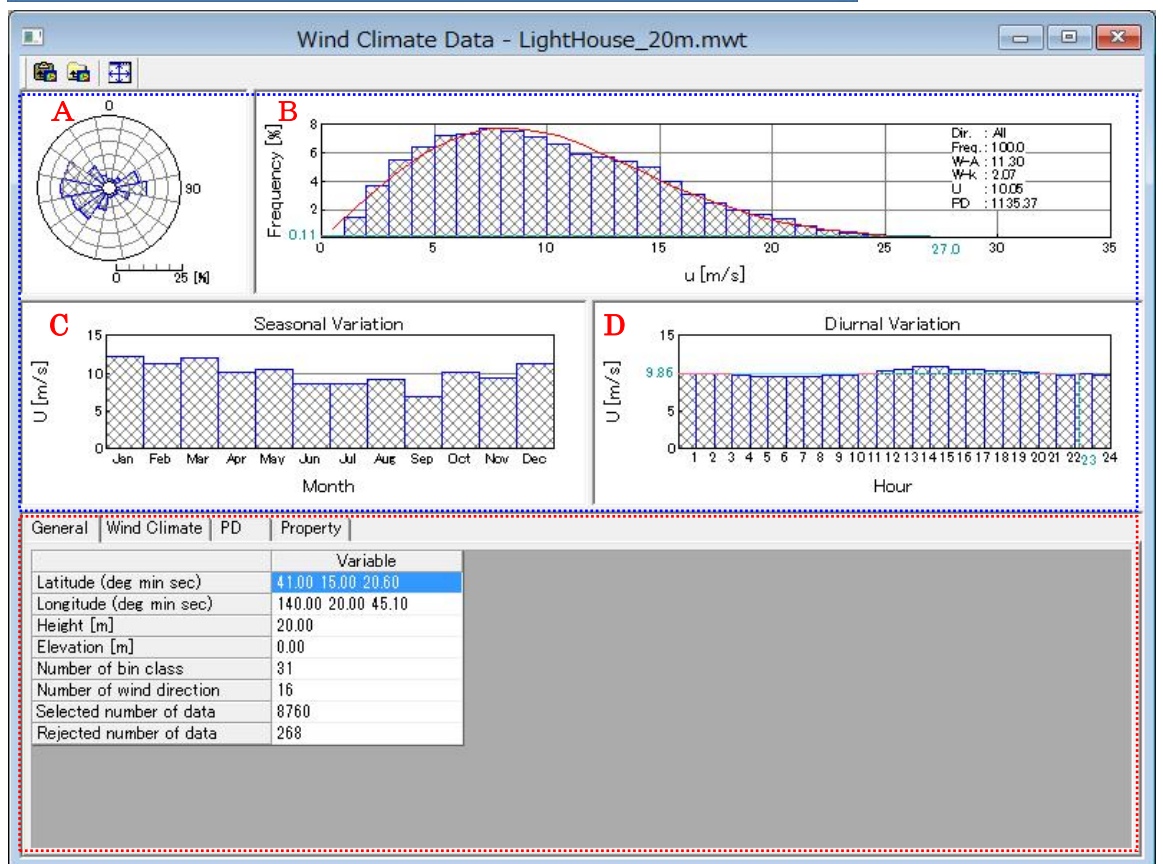 Wind Climate Data - LightHouse_20m.mwt
A
0
90
0 25 [%]
B
Frequency [%]
8
6
4
2
0.11
0 5 10 15 20 25 27.0 30 35
u [m/s]
Dir. : All
Freq. : 100.0
W-A : 11.30
W-k : 2.07
U : 10.05
PD : 1135.37
C
Seasonal Variation
U [m/s]
15
10
5
0
Jan Feb Mar Apr May Jun Jul Aug Sep Oct Nov Dec
Month
D
Diurnal Variation
U [m/s]
15
9.86
5
0
1 2 3 4 5 6 7 8 9 10 11 12 13 14 15 16 17 18 19 20 21 22 23 24
Hour
General Wind Climate PD Property
Variable
Latitude (deg min sec) 41.00 15.00 20.60
Longitude (deg min sec) 140.00 20.00 45.10
Height [m] 20.00
Elevation [m] 0.00
Number of bin class 31
Number of wind direction 16
Selected number of data 8760
Rejected number of data 268